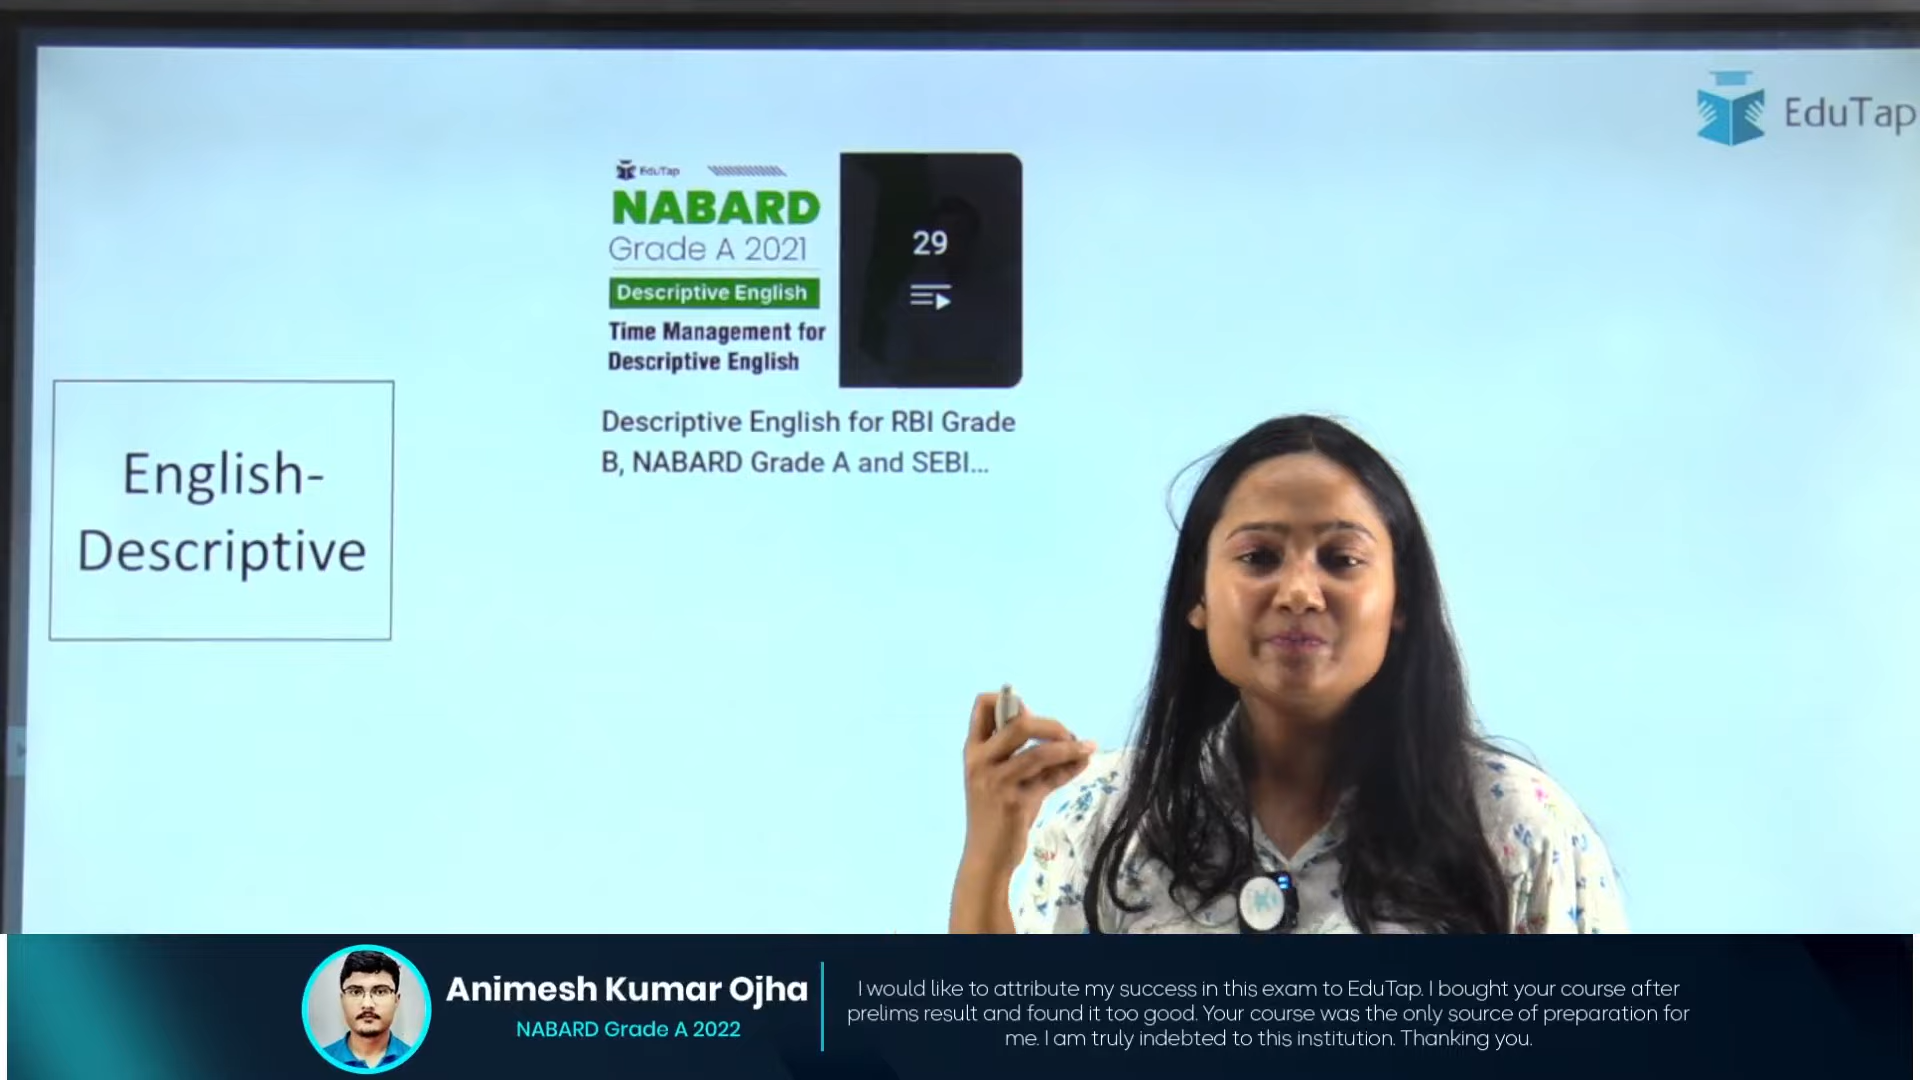 EduTap
EduTap
NABARD
Grade A 2021
Descriptive English
Time Management for
Descriptive English
29
Descriptive English for RBI Grade
B, NABARD Grade A and SEBI...
English-
Descriptive
Animesh Kumar Ojha
NABARD Grade A 2022
I would like to attribute my success in this exam to EduTap. I bought your course after
prelims result and found it too good. Your course was the only source of preparation for
me. I am truly indebted to this institution. Thanking you.